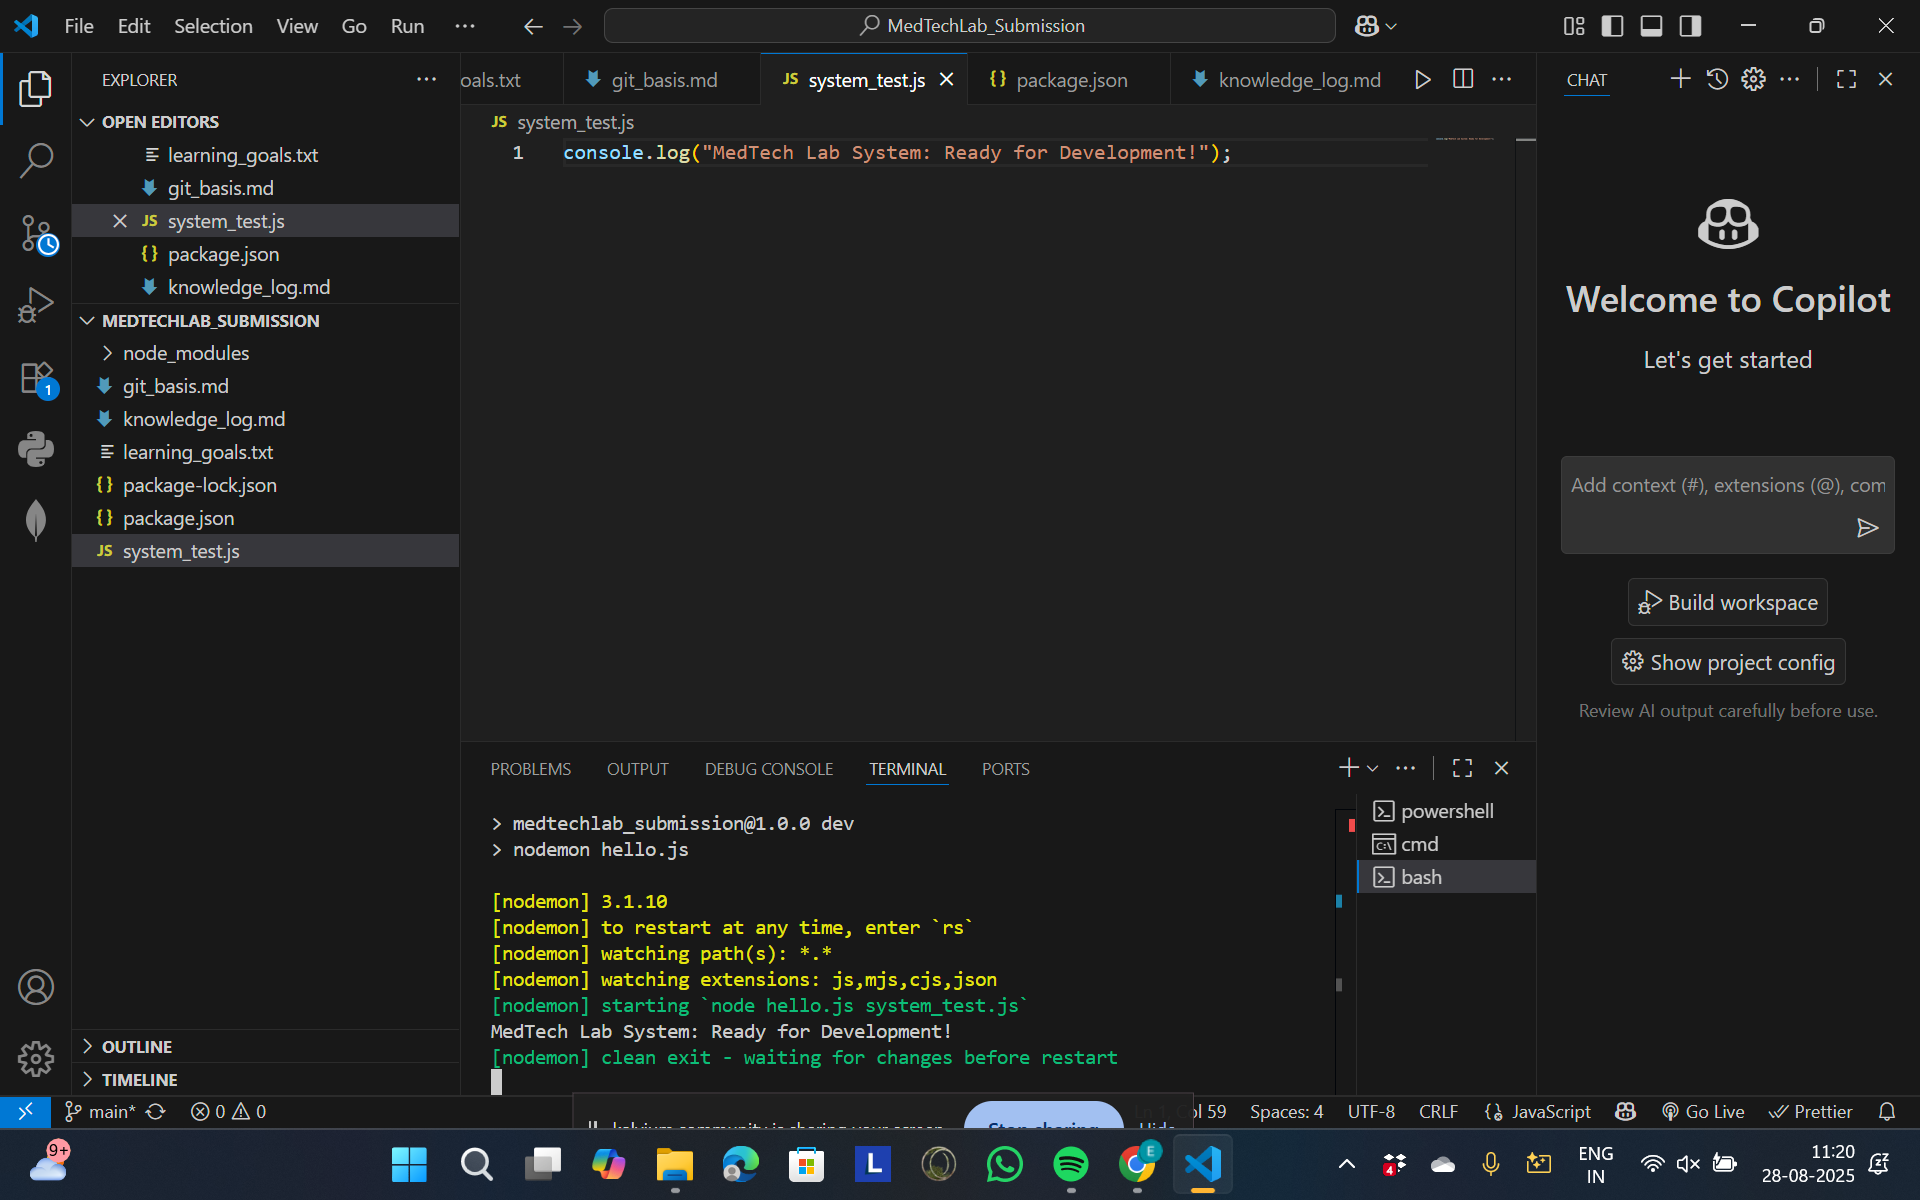 File Edit Selection View Go Run ···
MedTechLab_Submission
EXPLORER
OPEN EDITORS
learning_goals.txt
git_basis.md
system_test.js
package.json
knowledge_log.md
MEDTECHLAB_SUBMISSION
node_modules
git_basis.md
knowledge_log.md
learning_goals.txt
package-lock.json
package.json
JS system_test.js
OUTLINE
TIMELINE
oals.txt git_basis.md JS system_test.js {} package.json knowledge_log.md
JS system_test.js
1 console.log("MedTech Lab System: Ready for Development!");
PROBLEMS OUTPUT DEBUG CONSOLE TERMINAL PORTS
> medtechlab_submission@1.0.0 dev
> nodemon hello.js
[nodemon] 3.1.10
[nodemon] to restart at any time, enter `rs`
[nodemon] watching path(s): *.*
[nodemon] watching extensions: js,mjs,cjs,json
[nodemon] starting `node hello.js system_test.js`
MedTech Lab System: Ready for Development!
[nodemon] clean exit - waiting for changes before restart
powershell
cmd
bash
CHAT
Welcome to Copilot
Let's get started
Add context (#), extensions (@), com
Build workspace
Show project config
Review AI output carefully before use.
main* 0 0
Ln 1, Col 59 Spaces: 4 UTF-8 CRLF JavaScript Go Live Prettier
9+
ENG
IN
11:20
28-08-2025